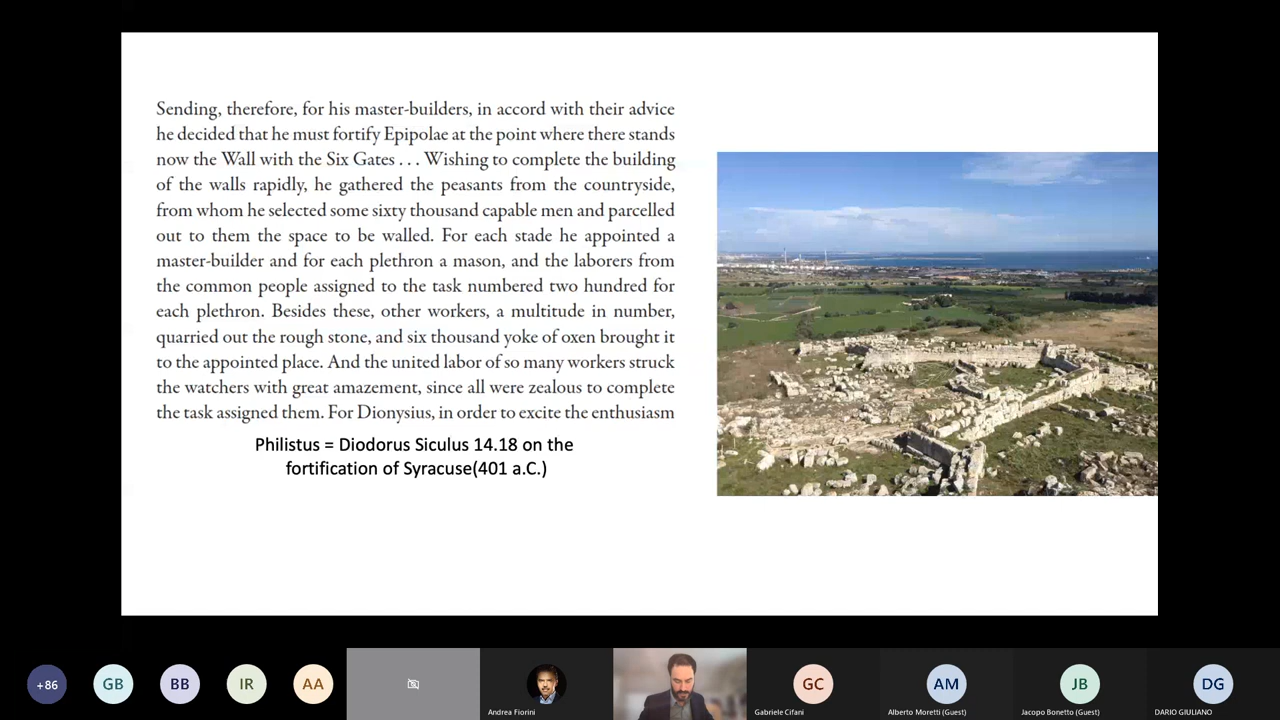 Sending, therefore, for his master-builders, in accord with their advice
he decided that he must fortify Epipolae at the point where there stands
now the Wall with the Six Gates . . . Wishing to complete the building
of the walls rapidly, he gathered the peasants from the countryside,
from whom he selected some sixty thousand capable men and parcelled
out to them the space to be walled. For each stade he appointed a
master-builder and for each plethron a mason, and the laborers from
the common people assigned to the task numbered two hundred for
each plethron. Besides these, other workers, a multitude in number,
quarried out the rough stone, and six thousand yoke of oxen brought it
to the appointed place. And the united labor of so many workers struck
the watchers with great amazement, since all were zealous to complete
the task assigned them. For Dionysius, in order to excite the enthusiasm
Philistus = Diodorus Siculus 14.18 on the
fortification of Syracuse(401 a.C.)
+86
GB
BB
IR
AA
Andrea Fiorini
GC
Gabriele Cifani
AM
Alberto Moretti (Guest)
JB
Jacopo Bonetto (Guest)
DG
DARIO GIULIANO